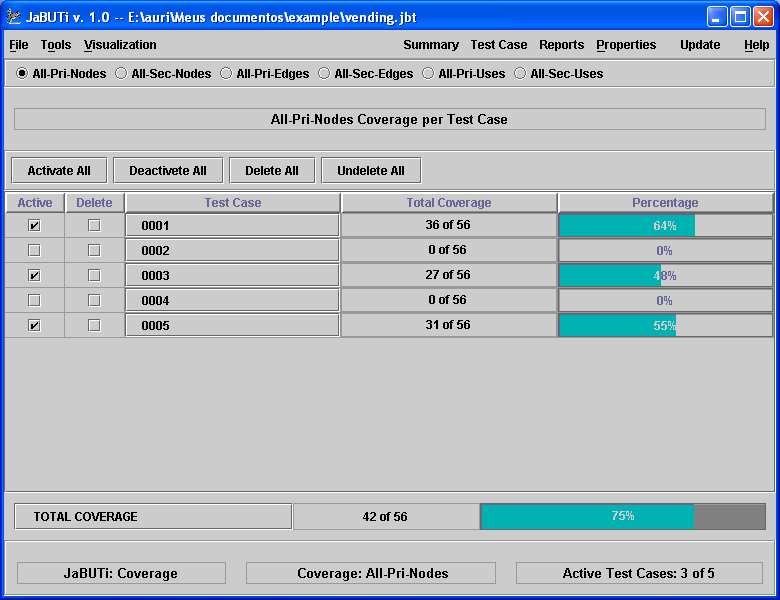 JaBUTi v. 1.0 -- E:\auri\Meus documentos\example\vending.jbt
File Tools Visualization Summary Test Case Reports Properties Update Help
All-Pri-Nodes All-Sec-Nodes All-Pri-Edges All-Sec-Edges All-Pri-Uses All-Sec-Uses
All-Pri-Nodes Coverage per Test Case
Activate All Deactivete All Delete All Undelete All
Active Delete Test Case Total Coverage Percentage
0001 36 of 56 64%
0002 0 of 56 0%
0003 27 of 56 48%
0004 0 of 56 0%
0005 31 of 56 55%
TOTAL COVERAGE 42 of 56 75%
JaBUTi: Coverage Coverage: All-Pri-Nodes Active Test Cases: 3 of 5